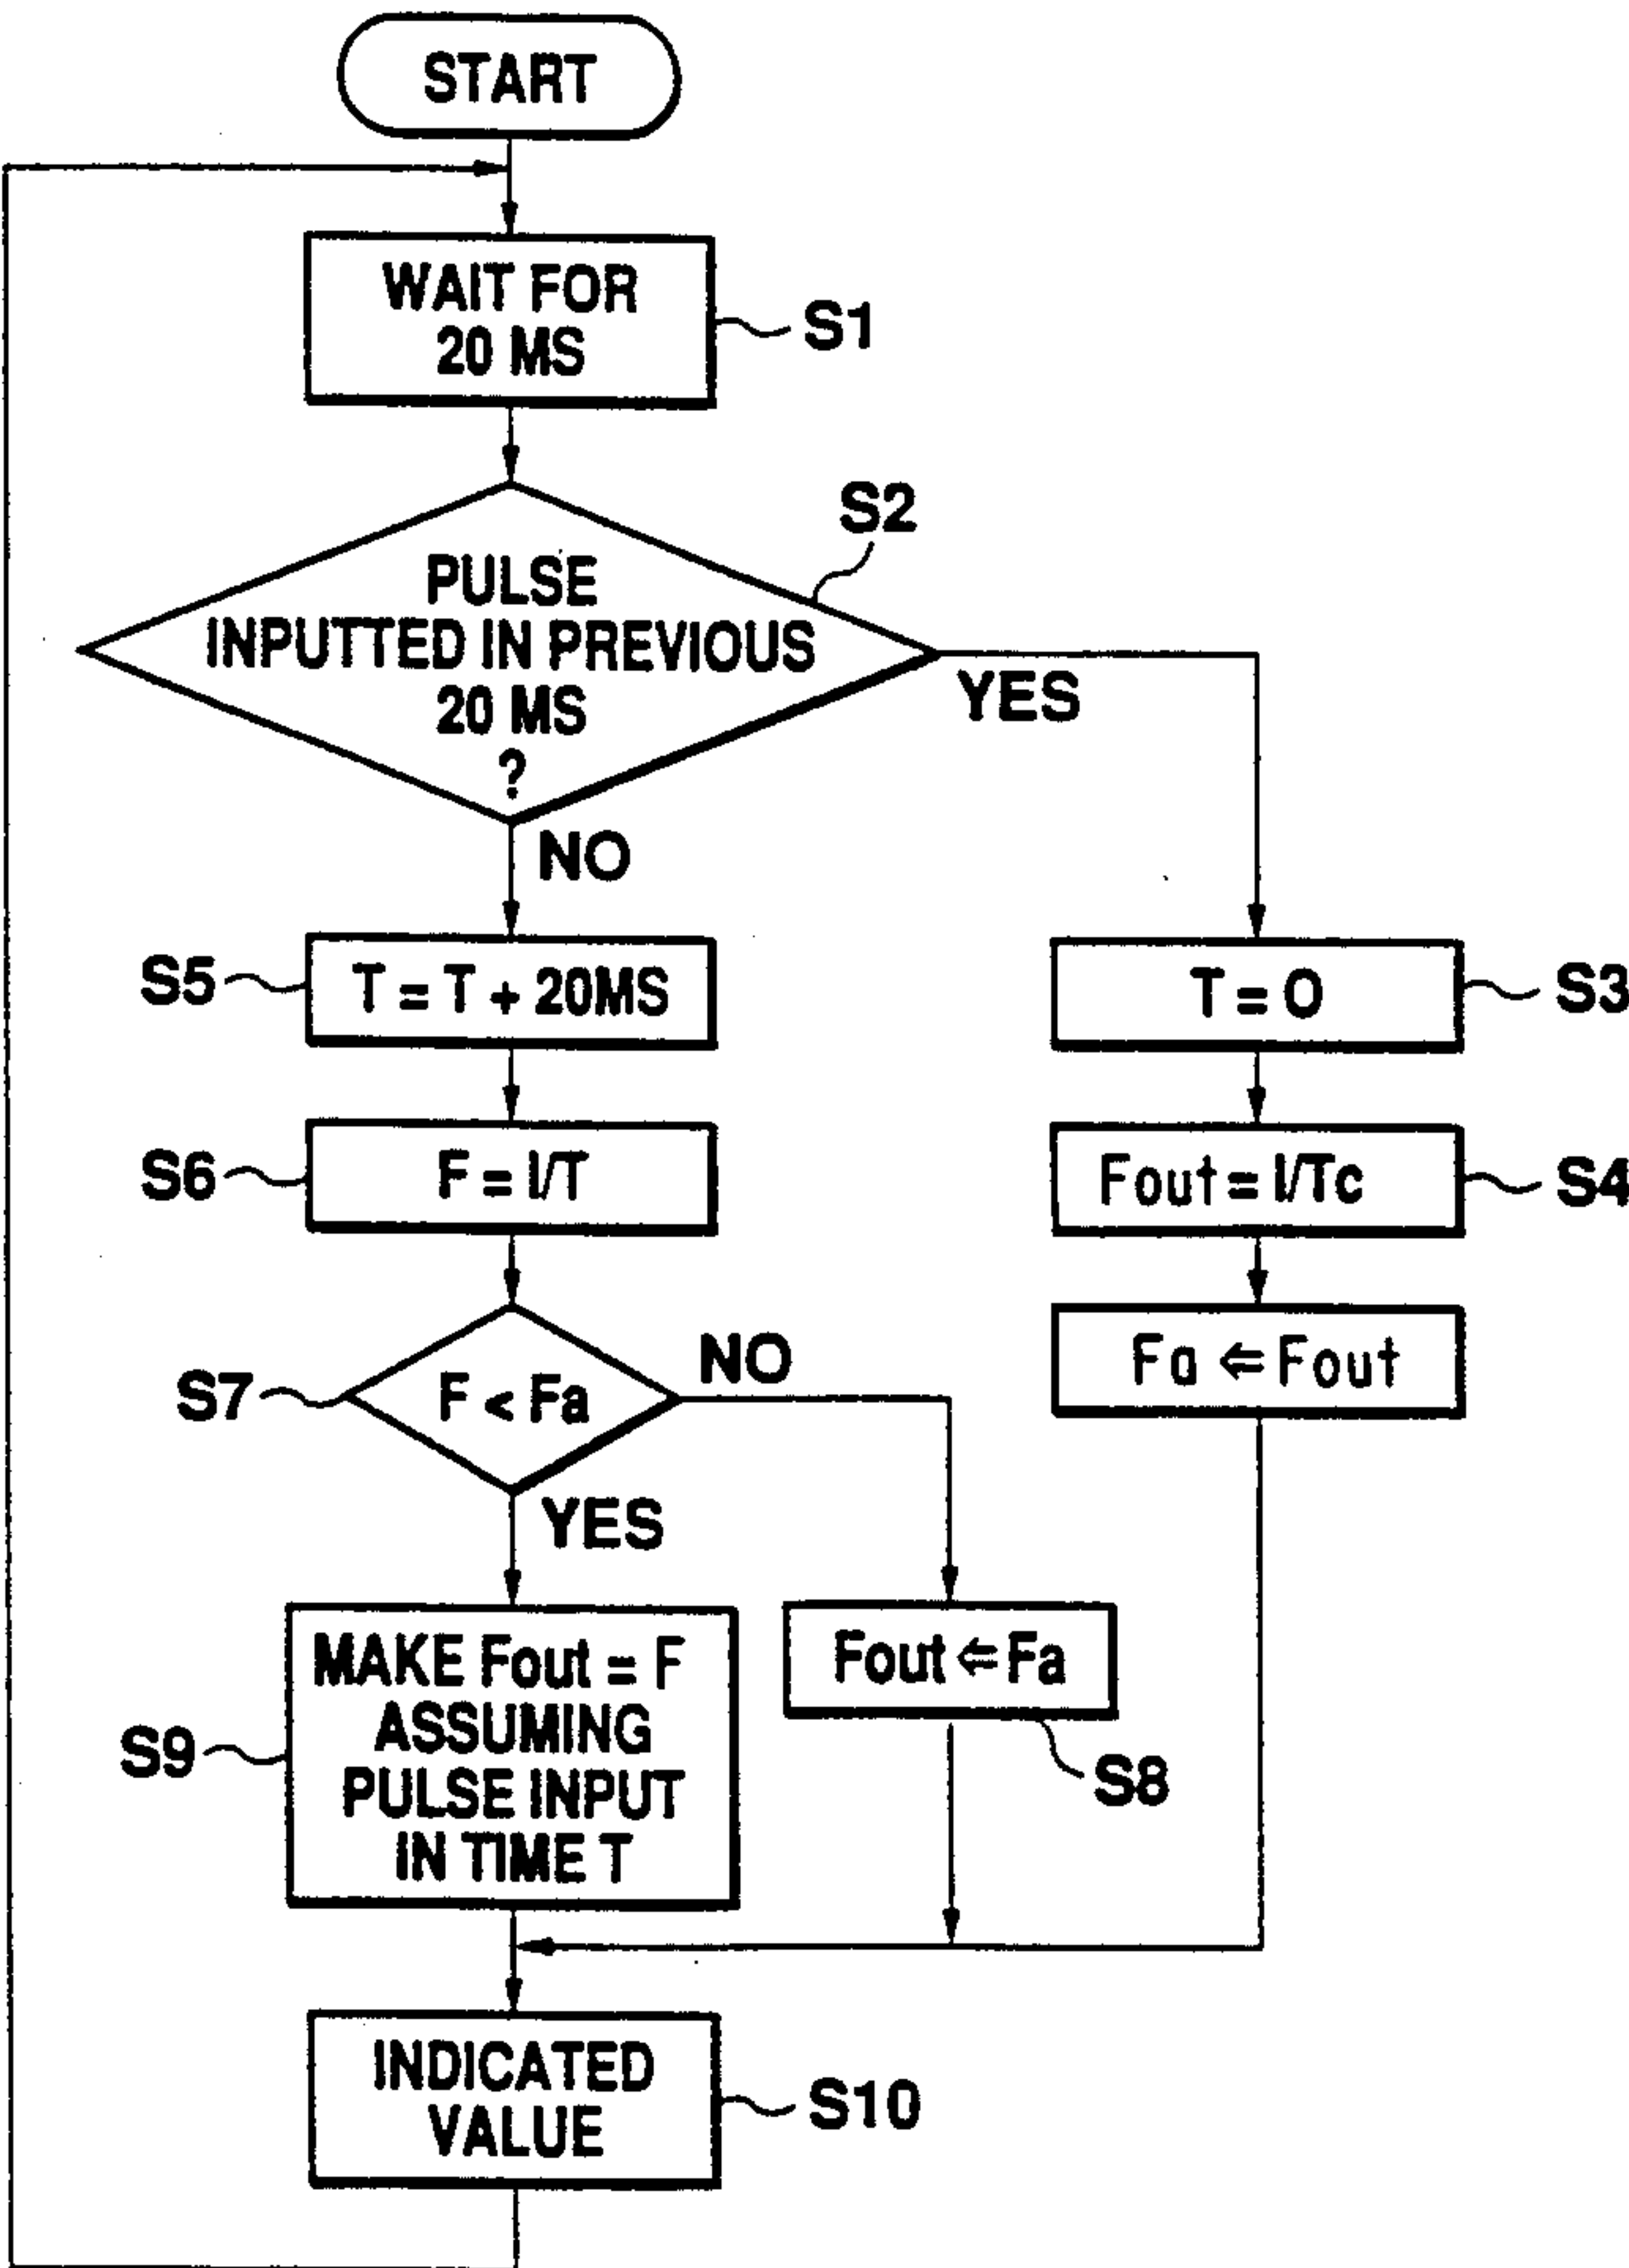 START
WAIT FOR
20 MS
S1
S2
PULSE
INPUTTED IN PREVIOUS
20 MS
?
YES
NO
S5
T = T + 20MS
T = O
S3
S6
F = I/T
Fout = I/Tc
S4
S7
F < Fa
NO
Fa ⇐ Fout
YES
S9
MAKE Fout = F
ASSUMING
PULSE INPUT
IN TIME T
Fout ⇐ Fa
S8
INDICATED
VALUE
S10